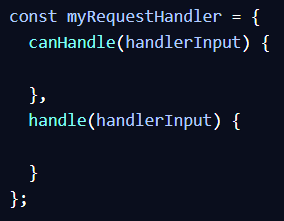 const myRequestHandler = {
  canHandle(handlerInput) {

  },
  handle(handlerInput) {

  }
};